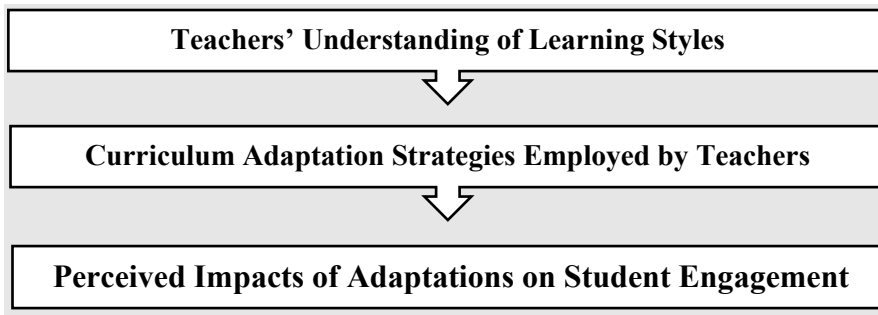 Teachers’ Understanding of Learning Styles
Curriculum Adaptation Strategies Employed by Teachers
Perceived Impacts of Adaptations on Student Engagement